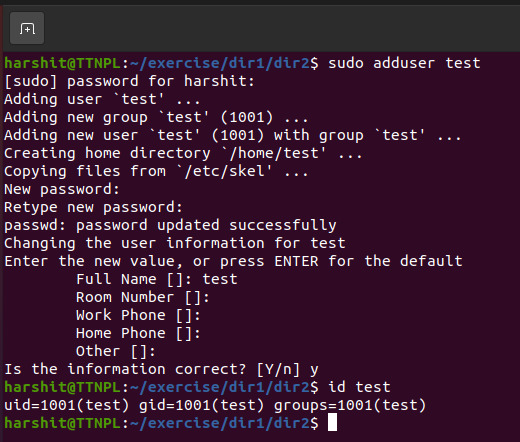 harshit@TTNPL:~/exercise/dir1/dir2$ sudo adduser test
[sudo] password for harshit:
Adding user `test' ...
Adding new group `test' (1001) ...
Adding new user `test' (1001) with group `test' ...
Creating home directory `/home/test' ...
Copying files from `/etc/skel' ...
New password:
Retype new password:
passwd: password updated successfully
Changing the user information for test
Enter the new value, or press ENTER for the default
        Full Name []: test
        Room Number []:
        Work Phone []:
        Home Phone []:
        Other []:
Is the information correct? [Y/n] y
harshit@TTNPL:~/exercise/dir1/dir2$ id test
uid=1001(test) gid=1001(test) groups=1001(test)
harshit@TTNPL:~/exercise/dir1/dir2$